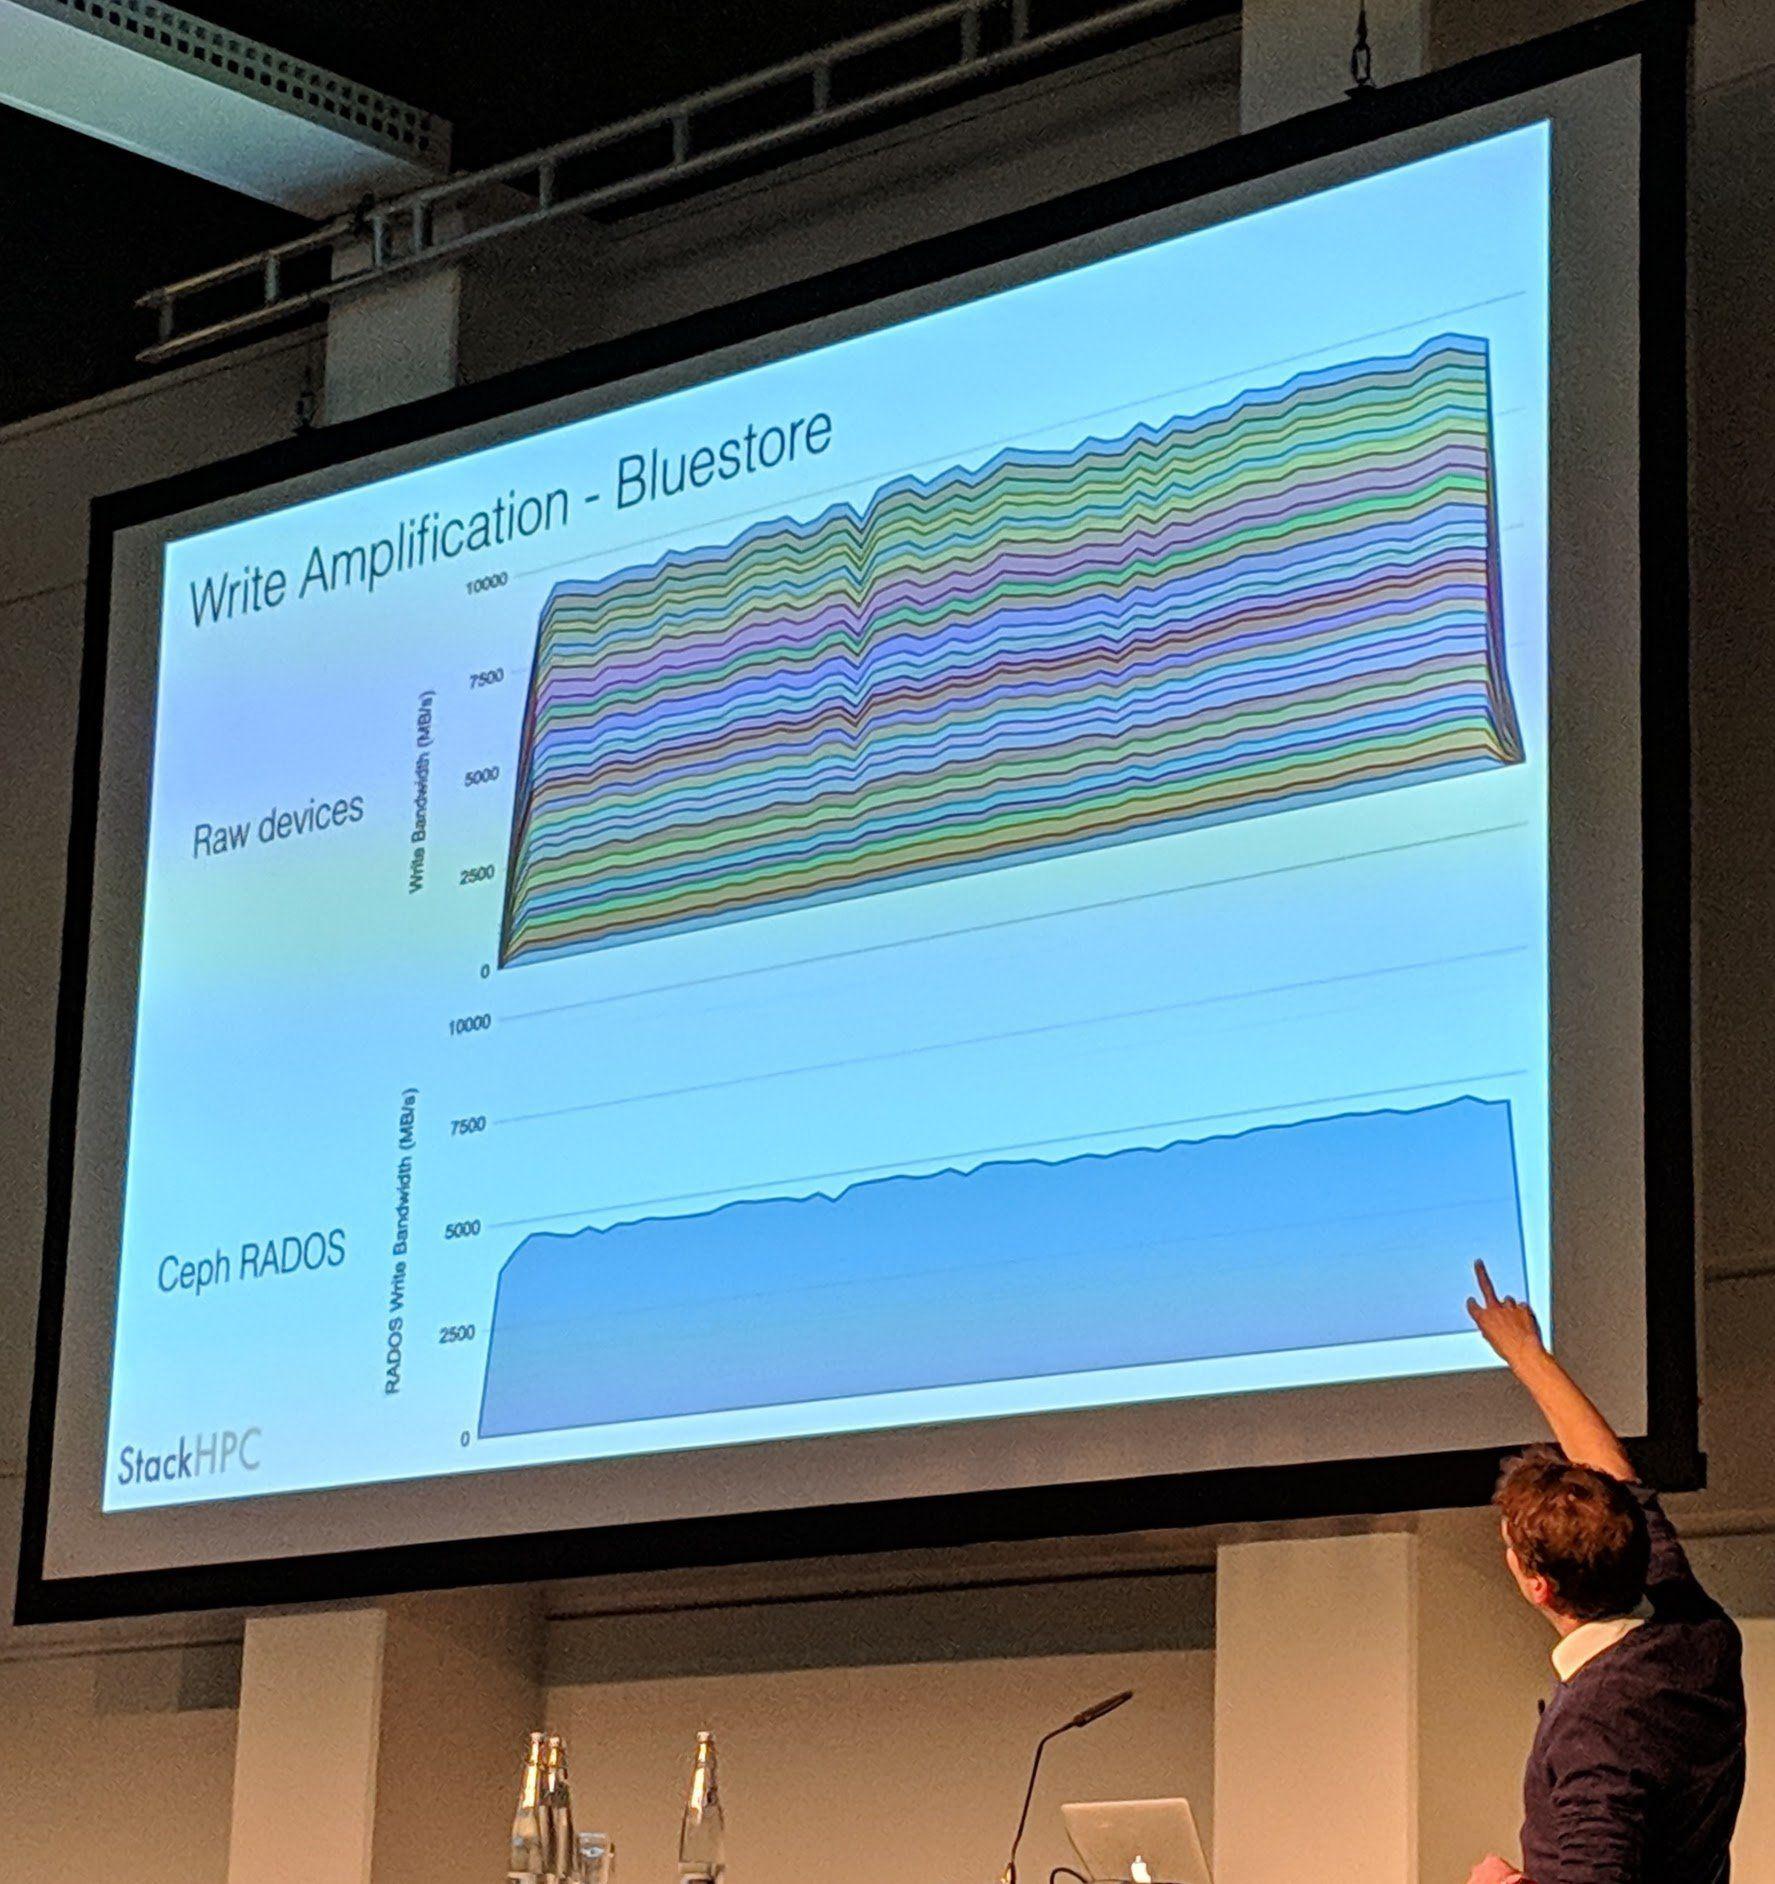 Write Amplification - Bluestore
Raw devices
Write Bandwidth (MB/s)
10000
7500
5000
2500
0
Ceph RADOS
RADOS Write Bandwidth (MB/s)
10000
7500
5000
2500
0
StackHPC